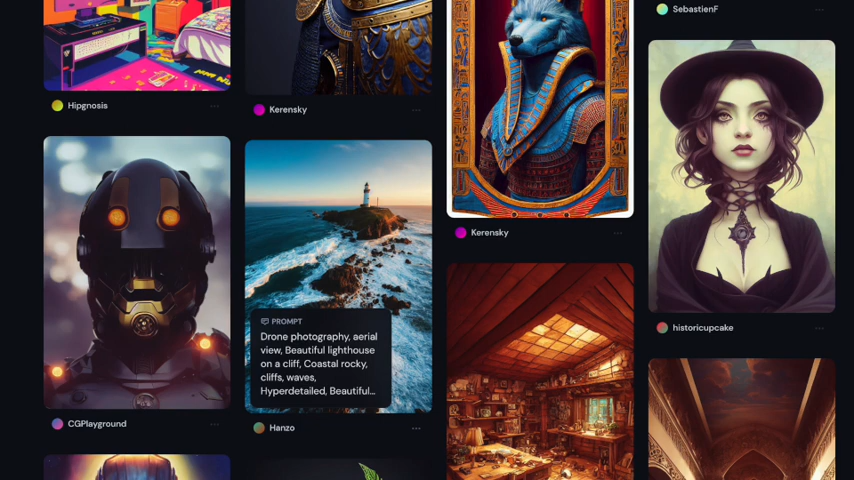 SebastienF
Hipgnosis
Kerensky
Kerensky
PROMPT
Drone photography, aerial
view, Beautiful lighthouse
on a cliff, Coastal rocky,
cliffs, waves,
Hyperdetailed, Beautiful...
historicupcake
CGPlayground
Hanzo